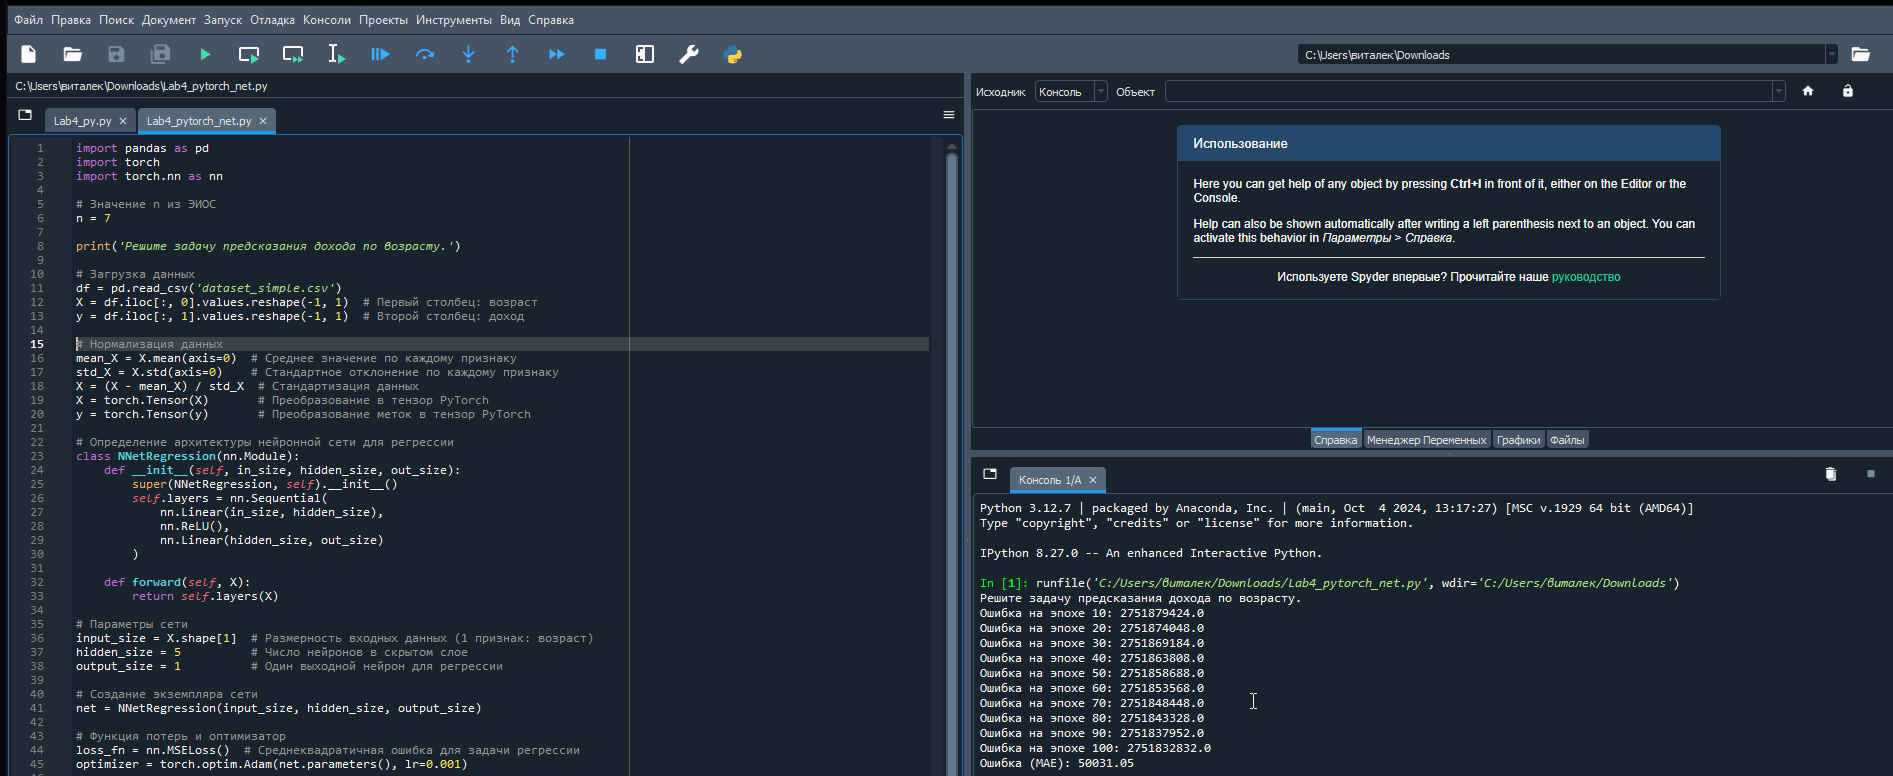 Файл Правка Поиск Документ Запуск Отладка Консоли Проекты Инструменты Вид Справка
C:\Users\виталек\Downloads
C:\Users\виталек\Downloads\Lab4_pytorch_net.py
Lab4_py.py
Lab4_pytorch_net.py
1 import pandas as pd
2 import torch
3 import torch.nn as nn
4
5 # Значение n из ЭИОС
6 n = 7
7
8 print('Решите задачу предсказания дохода по возрасту.')
9
10 # Загрузка данных
11 df = pd.read_csv('dataset_simple.csv')
12 X = df.iloc[:, 0].values.reshape(-1, 1)  # Первый столбец: возраст
13 y = df.iloc[:, 1].values.reshape(-1, 1)  # Второй столбец: доход
14
15 # Нормализация данных
16 mean_X = X.mean(axis=0)  # Среднее значение по каждому признаку
17 std_X = X.std(axis=0)    # Стандартное отклонение по каждому признаку
18 X = (X - mean_X) / std_X  # Стандартизация данных
19 X = torch.Tensor(X)       # Преобразование в тензор PyTorch
20 y = torch.Tensor(y)       # Преобразование меток в тензор PyTorch
21
22 # Определение архитектуры нейронной сети для регрессии
23 class NNetRegression(nn.Module):
24     def __init__(self, in_size, hidden_size, out_size):
25         super(NNetRegression, self).__init__()
26         self.layers = nn.Sequential(
27             nn.Linear(in_size, hidden_size),
28             nn.ReLU(),
29             nn.Linear(hidden_size, out_size)
30         )
31
32     def forward(self, X):
33         return self.layers(X)
34
35 # Параметры сети
36 input_size = X.shape[1]  # Размерность входных данных (1 признак: возраст)
37 hidden_size = 5          # Число нейронов в скрытом слое
38 output_size = 1          # Один выходной нейрон для регрессии
39
40 # Создание экземпляра сети
41 net = NNetRegression(input_size, hidden_size, output_size)
42
43 # Функция потерь и оптимизатор
44 loss_fn = nn.MSELoss()  # Среднеквадратичная ошибка для задачи регрессии
45 optimizer = torch.optim.Adam(net.parameters(), lr=0.001)
Исходник Консоль Объект
Использование
Here you can get help of any object by pressing Ctrl+I in front of it, either on the Editor or the
Console.
Help can also be shown automatically after writing a left parenthesis next to an object. You can
activate this behavior in Параметры > Справка.
Используете Spyder впервые? Прочитайте наше руководство
Справка Менеджер Переменных Графики Файлы
Консоль 1/A
Python 3.12.7 | packaged by Anaconda, Inc. | (main, Oct  4 2024, 13:17:27) [MSC v.1929 64 bit (AMD64)]
Type "copyright", "credits" or "license" for more information.
IPython 8.27.0 -- An enhanced Interactive Python.
In [1]: runfile('C:/Users/виталек/Downloads/Lab4_pytorch_net.py', wdir='C:/Users/виталек/Downloads')
Решите задачу предсказания дохода по возрасту.
Ошибка на эпохе 10: 2751879424.0
Ошибка на эпохе 20: 2751874048.0
Ошибка на эпохе 30: 2751869184.0
Ошибка на эпохе 40: 2751863808.0
Ошибка на эпохе 50: 2751858688.0
Ошибка на эпохе 60: 2751853568.0
Ошибка на эпохе 70: 2751848448.0
Ошибка на эпохе 80: 2751843328.0
Ошибка на эпохе 90: 2751837952.0
Ошибка на эпохе 100: 2751832832.0
Ошибка (MAE): 50031.05